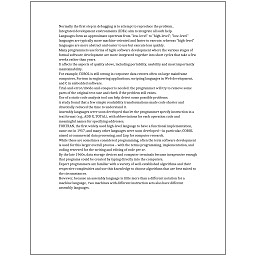 Normally the first step in debugging is to attempt to reproduce the problem.
Integrated development environments (IDEs) aim to integrate all such help.
Languages form an approximate spectrum from "low-level" to "high-level"; "low-level"
languages are typically more machine-oriented and faster to execute, whereas "high-level"
languages are more abstract and easier to use but execute less quickly.
Many programmers use forms of Agile software development where the various stages of
formal software development are more integrated together into short cycles that take a few
weeks rather than years.
It affects the aspects of quality above, including portability, usability and most importantly
maintainability.
For example, COBOL is still strong in corporate data centers often on large mainframe
computers, Fortran in engineering applications, scripting languages in Web development,
and C in embedded software.
Trial-and-error/divide-and-conquer is needed: the programmer will try to remove some
parts of the original test case and check if the problem still exists.
Use of a static code analysis tool can help detect some possible problems.
A study found that a few simple readability transformations made code shorter and
drastically reduced the time to understand it.
Assembly languages were soon developed that let the programmer specify instruction in a
text format (e.g., ADD X, TOTAL), with abbreviations for each operation code and
meaningful names for specifying addresses.
FORTRAN, the first widely used high-level language to have a functional implementation,
came out in 1957, and many other languages were soon developed—in particular, COBOL
aimed at commercial data processing, and Lisp for computer research.
While these are sometimes considered programming, often the term software development
is used for this larger overall process – with the terms programming, implementation, and
coding reserved for the writing and editing of code per se.
By the late 1960s, data storage devices and computer terminals became inexpensive enough
that programs could be created by typing directly into the computers.
Expert programmers are familiar with a variety of well-established algorithms and their
respective complexities and use this knowledge to choose algorithms that are best suited to
the circumstances.
However, because an assembly language is little more than a different notation for a
machine language, two machines with different instruction sets also have different
assembly languages.